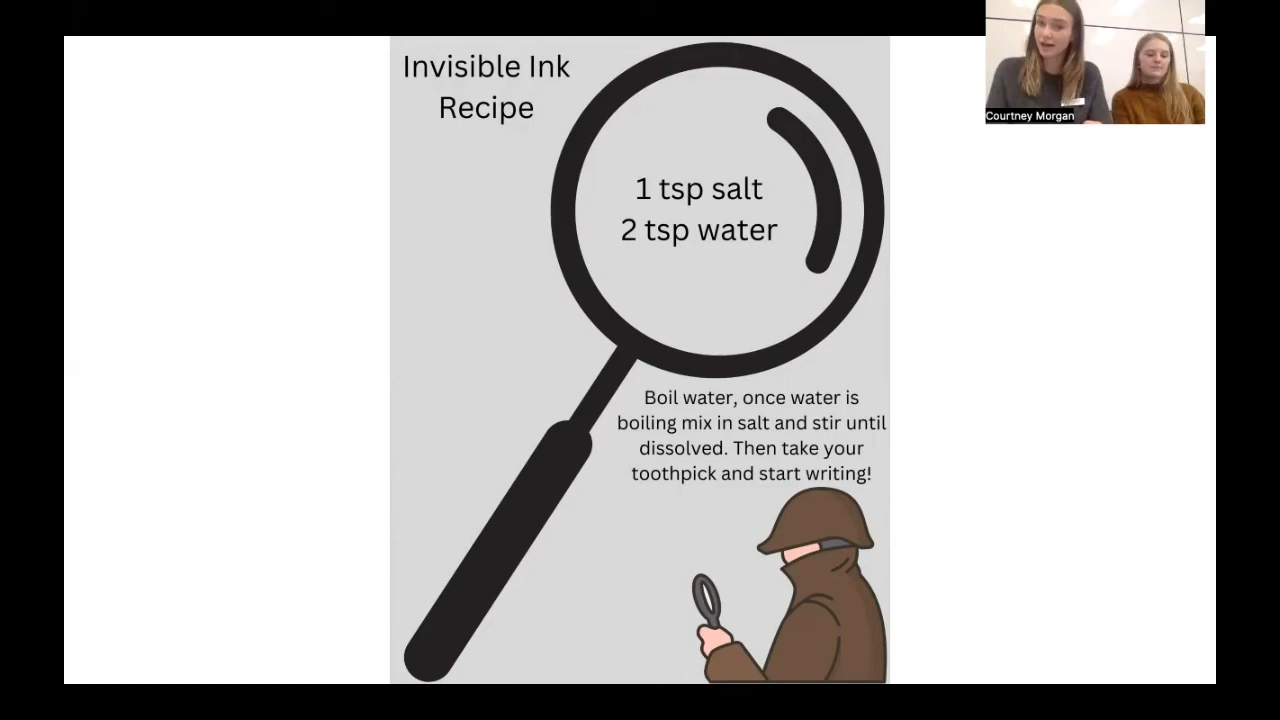 Invisible Ink
Recipe
1 tsp salt
2 tsp water
Boil water, once water is
boiling mix in salt and stir until
dissolved. Then take your
toothpick and start writing!
Courtney Morgan